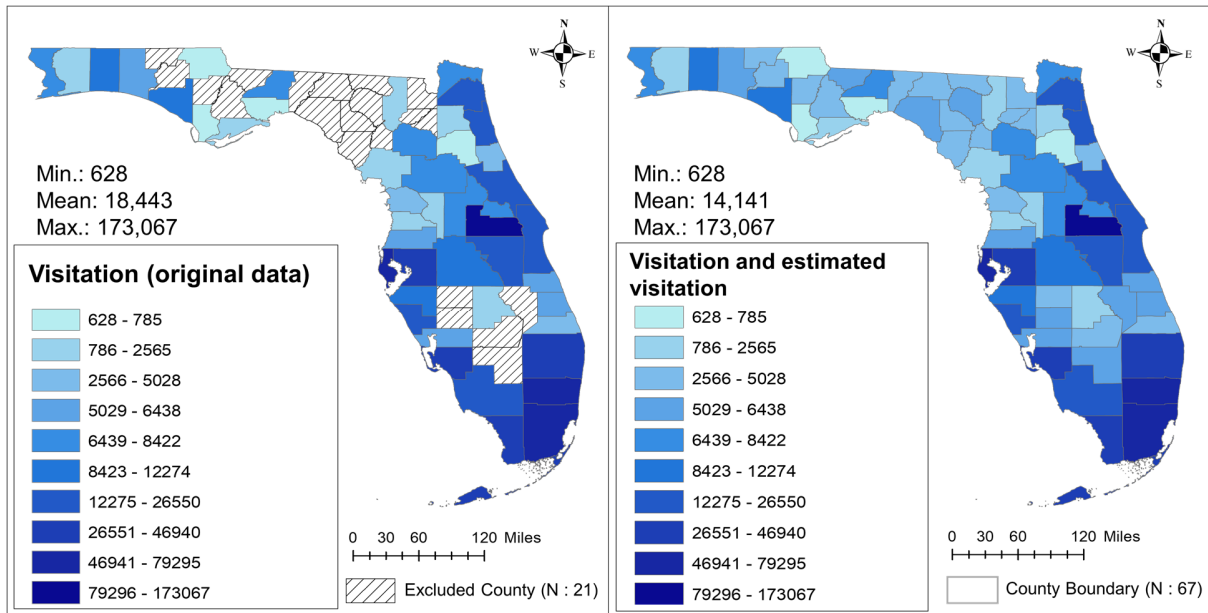 N
W E
S
Min.: 628
Mean: 18,443
Max.: 173,067
Visitation (original data)
628 - 785
786 - 2565
2566 - 5028
5029 - 6438
6439 - 8422
8423 - 12274
12275 - 26550
26551 - 46940
46941 - 79295
79296 - 173067
0 30 60 120 Miles
Excluded County (N : 21)
N
W E
S
Min.: 628
Mean: 14,141
Max.: 173,067
Visitation and estimated
visitation
628 - 785
786 - 2565
2566 - 5028
5029 - 6438
6439 - 8422
8423 - 12274
12275 - 26550
26551 - 46940
46941 - 79295
79296 - 173067
0 30 60 120 Miles
County Boundary (N : 67)